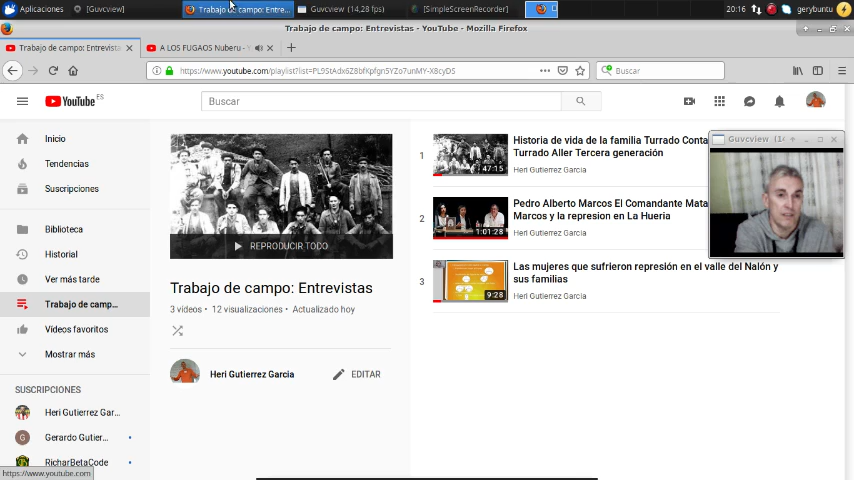 Aplicaciones
[Guvcview]
Trabajo de campo: Entre...
Guvcview (14,28 fps)
[SimpleScreenRecorder]
20:16
gerybuntu
Trabajo de campo: Entrevistas - YouTube - Mozilla Firefox
Trabajo de campo: Entrevista
A LOS FUGAOS Nuberu - Y
https://www.youtube.com/playlist?list=PL9StAdx6Z8bfKpfgn5YZo7unMY-X8cyDS
Buscar
YouTube ES
Buscar
Inicio
Tendencias
Suscripciones
Biblioteca
Historial
Ver más tarde
Trabajo de camp...
Vídeos favoritos
Mostrar más
SUSCRIPCIONES
Heri Gutierrez Gar...
G
Gerardo Gutier...
RicharBetaCode
https://www.youtube.com
REPRODUCIR TODO
Trabajo de campo: Entrevistas
3 vídeos • 12 visualizaciones • Actualizado hoy
Heri Gutierrez Garcia
EDITAR
1
47:15
Historia de vida de la familia Turrado Conta
Turrado Aller Tercera generación
Heri Gutierrez Garcia
2
1:01:28
Pedro Alberto Marcos El Comandante Mata
Marcos y la represion en La Hueria
Heri Gutierrez Garcia
3
9:28
Las mujeres que sufrieron represión en el valle del Nalón y
sus familias
Heri Gutierrez Garcia
Guvcview (14